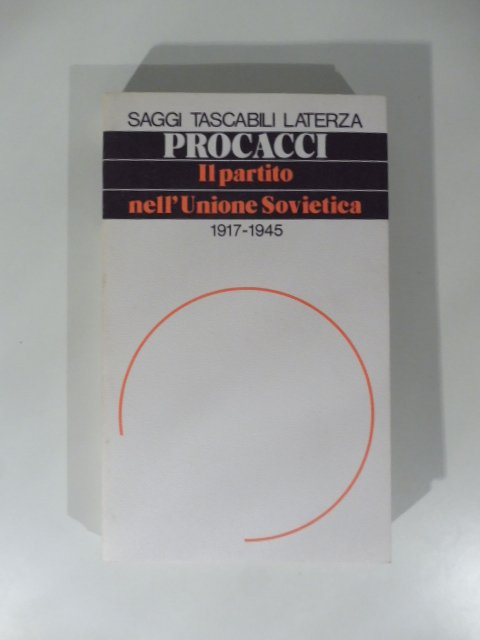 SAGGI TASCABILI LATERZA
PROCACCI
Il partito
nell'Unione Sovietica
1917-1945